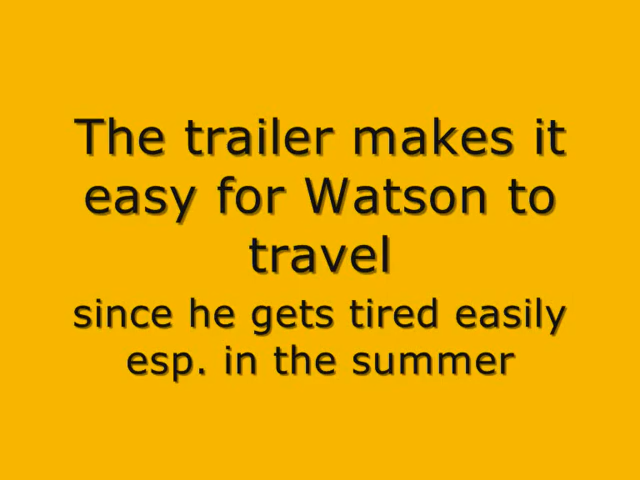 The trailer makes it
easy for Watson to
travel
since he gets tired easily
esp. in the summer